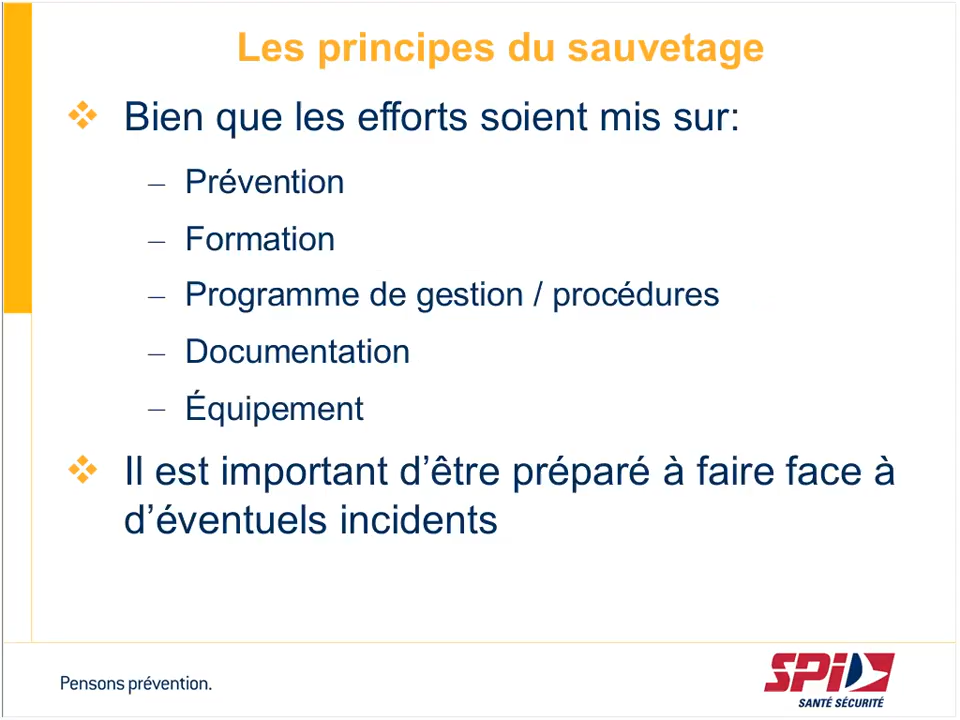 Les principes du sauvetage
❖ Bien que les efforts soient mis sur:
– Prévention
– Formation
– Programme de gestion / procédures
– Documentation
– Équipement
❖ Il est important d’être préparé à faire face à
d’éventuels incidents
Pensons prévention.
SPI
SANTÉ SÉCURITÉ